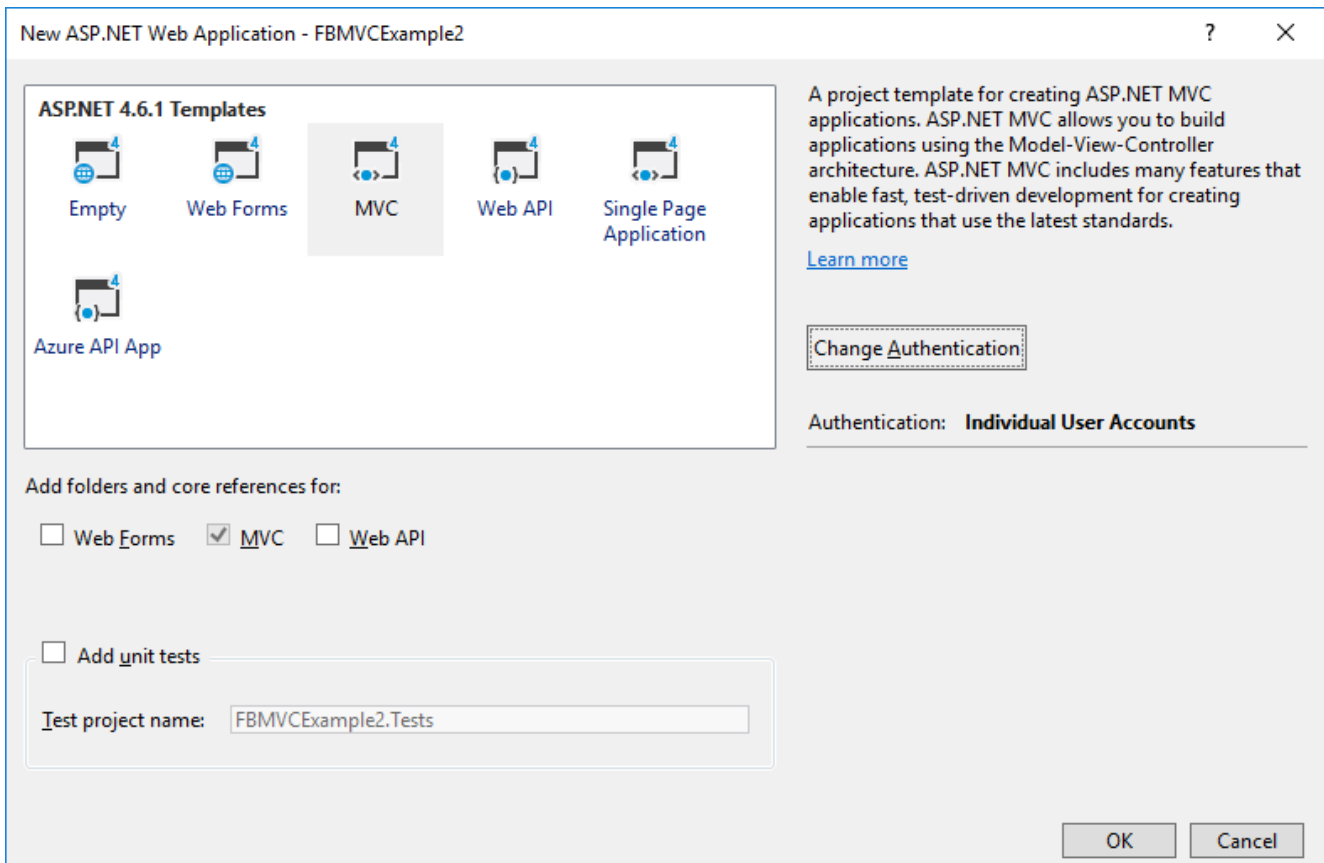 New ASP.NET Web Application - FBMVCExample2
?
ASP.NET 4.6.1 Templates
4 4 4 4 4
Empty Web Forms MVC Web API Single Page
Application
4
Azure API App
A project template for creating ASP.NET MVC
applications. ASP.NET MVC allows you to build
applications using the Model-View-Controller
architecture. ASP.NET MVC includes many features that
enable fast, test-driven development for creating
applications that use the latest standards.
Learn more
Change Authentication
Authentication: Individual User Accounts
Add folders and core references for:
Web Forms MVC Web API
Add unit tests
Test project name: FBMVCExample2.Tests
OK Cancel